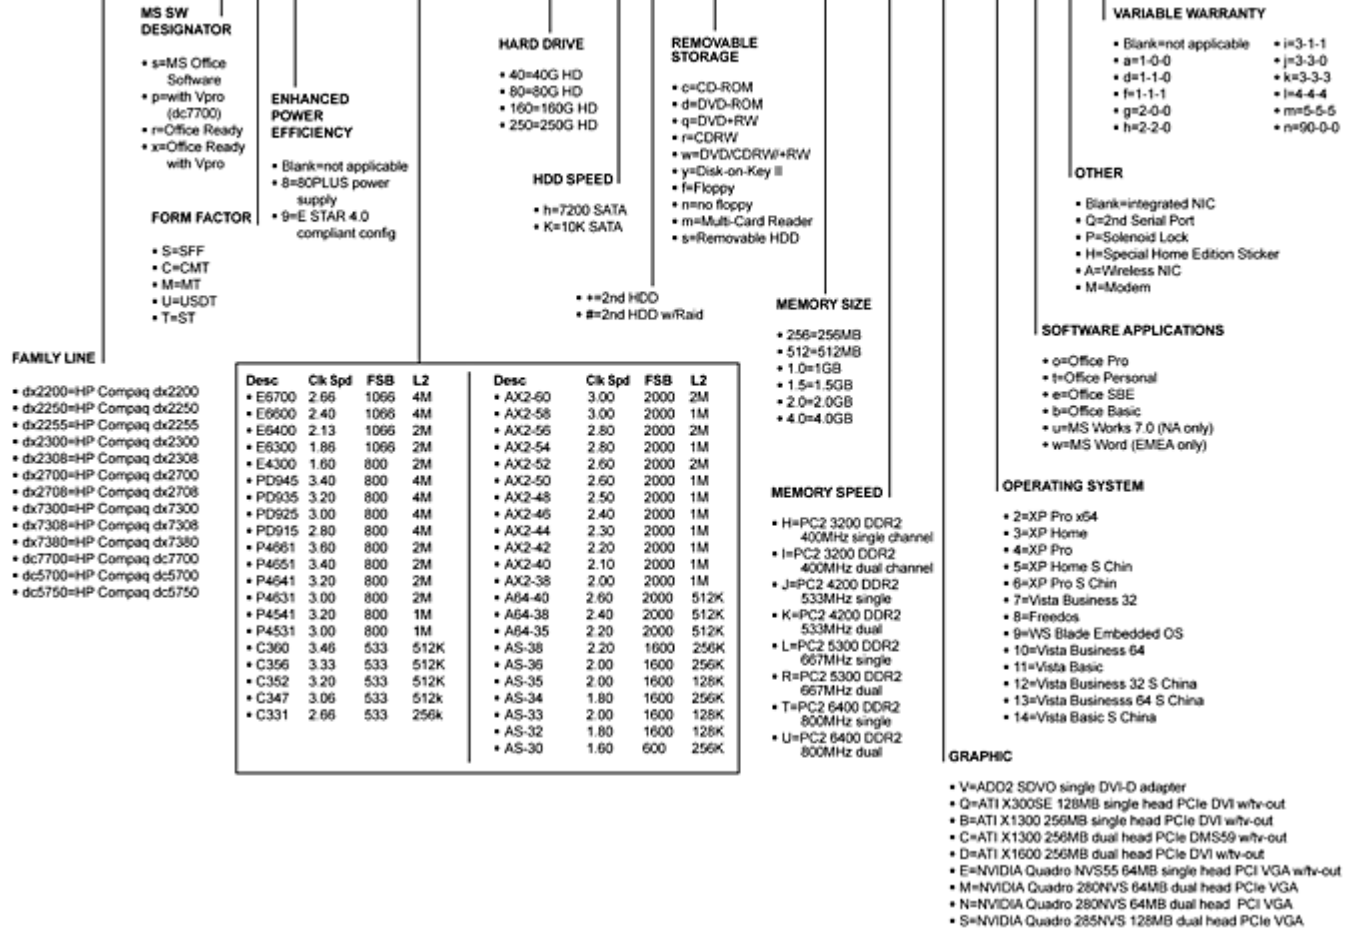 MS SW
DESIGNATOR
• s=MS Office
Software
• p=with Vpro
(dc7700)
• r=Office Ready
• x=Office Ready
with Vpro
FORM FACTOR
• S=SFF
• C=CMT
• M=MT
• U=USDT
• T=ST
FAMILY LINE
• dx2200=HP Compaq dx2200
• dx2250=HP Compaq dx2250
• dx2255=HP Compaq dx2255
• dx2300=HP Compaq dx2300
• dx2308=HP Compaq dx2308
• dx2700=HP Compaq dx2700
• dx2708=HP Compaq dx2708
• dx7300=HP Compaq dx7300
• dx7308=HP Compaq dx7308
• dx7380=HP Compaq dx7380
• dc7700=HP Compaq dc7700
• dc5700=HP Compaq dc5700
• dc5750=HP Compaq dc5750
ENHANCED
POWER
EFFICIENCY
• Blank=not applicable
• 8=80PLUS power
supply
• 9=E STAR 4.0
compliant config
Desc Clk Spd FSB L2
• E6700 2.66 1066 4M
• E6600 2.40 1066 4M
• E6400 2.13 1066 2M
• E6300 1.86 1066 2M
• E4300 1.60 800 2M
• PD945 3.40 800 4M
• PD935 3.20 800 4M
• PD925 3.00 800 4M
• PD915 2.80 800 4M
• P4661 3.60 800 2M
• P4651 3.40 800 2M
• P4641 3.20 800 2M
• P4631 3.00 800 2M
• P4541 3.20 800 1M
• P4531 3.00 800 1M
• C360 3.46 533 512K
• C356 3.33 533 512K
• C352 3.20 533 512K
• C347 3.06 533 512k
• C331 2.66 533 256k
Desc Clk Spd FSB L2
• AX2-60 3.00 2000 2M
• AX2-58 3.00 2000 1M
• AX2-56 2.80 2000 2M
• AX2-54 2.80 2000 1M
• AX2-52 2.60 2000 2M
• AX2-50 2.60 2000 1M
• AX2-48 2.50 2000 1M
• AX2-46 2.40 2000 1M
• AX2-44 2.30 2000 1M
• AX2-42 2.20 2000 1M
• AX2-40 2.10 2000 1M
• AX2-38 2.00 2000 1M
• A64-40 2.60 2000 512K
• A64-38 2.40 2000 512K
• A64-35 2.20 2000 512K
• AS-38 2.20 1600 256K
• AS-36 2.00 1600 256K
• AS-35 2.00 1600 128K
• AS-34 1.80 1600 256K
• AS-33 2.00 1600 128K
• AS-32 1.80 1600 128K
• AS-30 1.60 600 256K
HARD DRIVE
• 40=40G HD
• 80=80G HD
• 160=160G HD
• 250=250G HD
HDD SPEED
• h=7200 SATA
• K=10K SATA
• +=2nd HDD
• #=2nd HDD w/Raid
REMOVABLE
STORAGE
• c=CD-ROM
• d=DVD-ROM
• q=DVD+RW
• r=CDRW
• w=DVD/CDRW/+RW
• y=Disk-on-Key II
• f=Floppy
• n=no floppy
• m=Multi-Card Reader
• s=Removable HDD
MEMORY SIZE
• 256=256MB
• 512=512MB
• 1.0=1GB
• 1.5=1.5GB
• 2.0=2.0GB
• 4.0=4.0GB
MEMORY SPEED
• H=PC2 3200 DDR2
400MHz single channel
• I=PC2 3200 DDR2
400MHz dual channel
• J=PC2 4200 DDR2
533MHz single
• K=PC2 4200 DDR2
533MHz dual
• L=PC2 5300 DDR2
667MHz single
• R=PC2 5300 DDR2
667MHz dual
• T=PC2 6400 DDR2
800MHz single
• U=PC2 6400 DDR2
800MHz dual
VARIABLE WARRANTY
• Blank=not applicable • i=3-1-1
• a=1-0-0 • j=3-3-0
• d=1-1-0 • k=3-3-3
• f=1-1-1 • l=4-4-4
• g=2-0-0 • m=5-5-5
• h=2-2-0 • n=90-0-0
OTHER
• Blank=integrated NIC
• Q=2nd Serial Port
• P=Solenoid Lock
• H=Special Home Edition Sticker
• A=Wireless NIC
• M=Modem
SOFTWARE APPLICATIONS
• o=Office Pro
• t=Office Personal
• e=Office SBE
• b=Office Basic
• u=MS Works 7.0 (NA only)
• w=MS Word (EMEA only)
OPERATING SYSTEM
• 2=XP Pro x64
• 3=XP Home
• 4=XP Pro
• 5=XP Home S Chin
• 6=XP Pro S Chin
• 7=Vista Business 32
• 8=Freedos
• 9=WS Blade Embedded OS
• 10=Vista Business 64
• 11=Vista Basic
• 12=Vista Business 32 S China
• 13=Vista Businesss 64 S China
• 14=Vista Basic S China
GRAPHIC
• V=ADD2 SDVO single DVI-D adapter
• Q=ATI X300SE 128MB single head PCIe DVI w/tv-out
• B=ATI X1300 256MB single head PCIe DVI w/tv-out
• C=ATI X1300 256MB dual head PCIe DMS59 w/tv-out
• D=ATI X1600 256MB dual head PCIe DVI w/tv-out
• E=NVIDIA Quadro NVS55 64MB single head PCI VGA w/tv-out
• M=NVIDIA Quadro 280NVS 64MB dual head PCIe VGA
• N=NVIDIA Quadro 280NVS 64MB dual head PCI VGA
• S=NVIDIA Quadro 285NVS 128MB dual head PCIe VGA